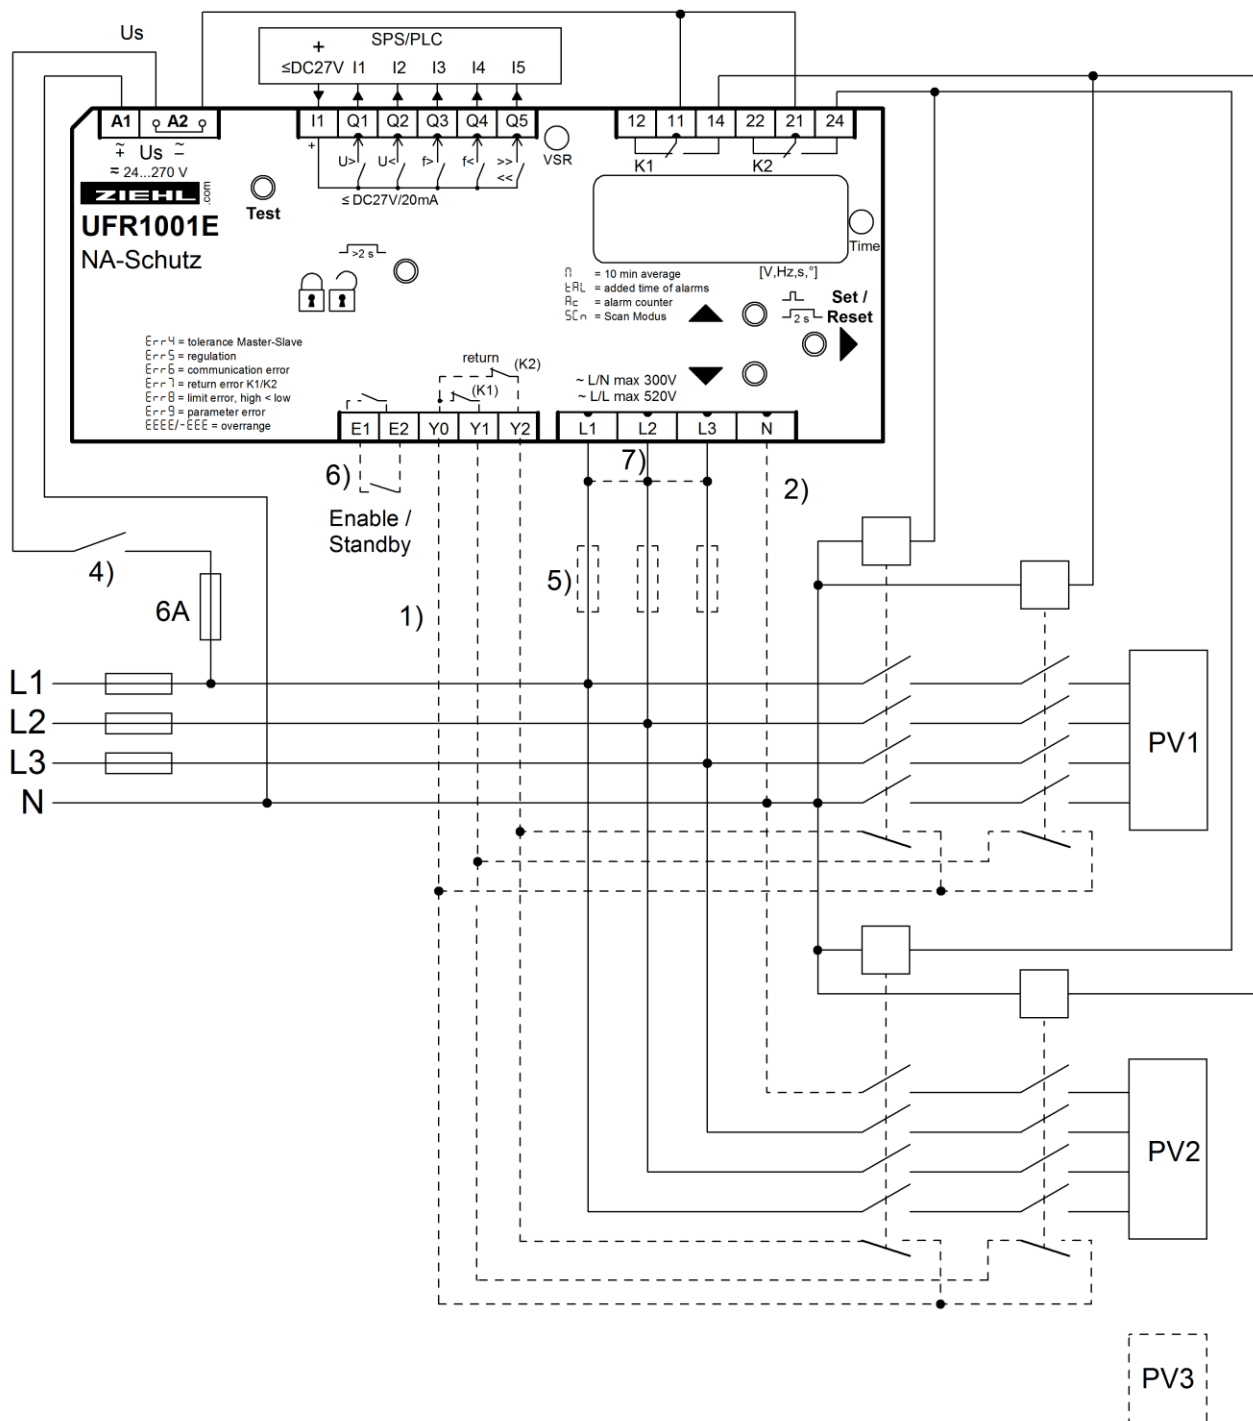 Us
SPS/PLC
+
≤DC27V I1 I2 I3 I4 I5
A1 A2
I1 Q1 Q2 Q3 Q4 Q5
12 11 14 22 21 24
~ Us ~
+ −
≂ 24...270 V
+
U> U< f> f< >> <<
≤ DC27V/20mA
VSR
K1 K2
ZIEHL.com
UFR1001E
NA-Schutz
Test
>2 s
Time
[V,Hz,s,°]
n = 10 min average
tAL = added time of alarms
Ac = alarm counter
SCn = Scan Modus
Set /
Reset
2 s
Err4 = tolerance Master-Slave
Err5 = regulation
Err6 = communication error
Err7 = return error K1/K2
Err8 = limit error, high < low
Err9 = parameter error
EEEE/-EEE = overrange
return
(K2)
(K1)
~ L/N max 300V
~ L/L max 520V
E1 E2 Y0 Y1 Y2
L1 L2 L3 N
6)
7)
2)
Enable /
Standby
4)
5)
6A
1)
L1
L2
L3
N
PV1
PV2
PV3